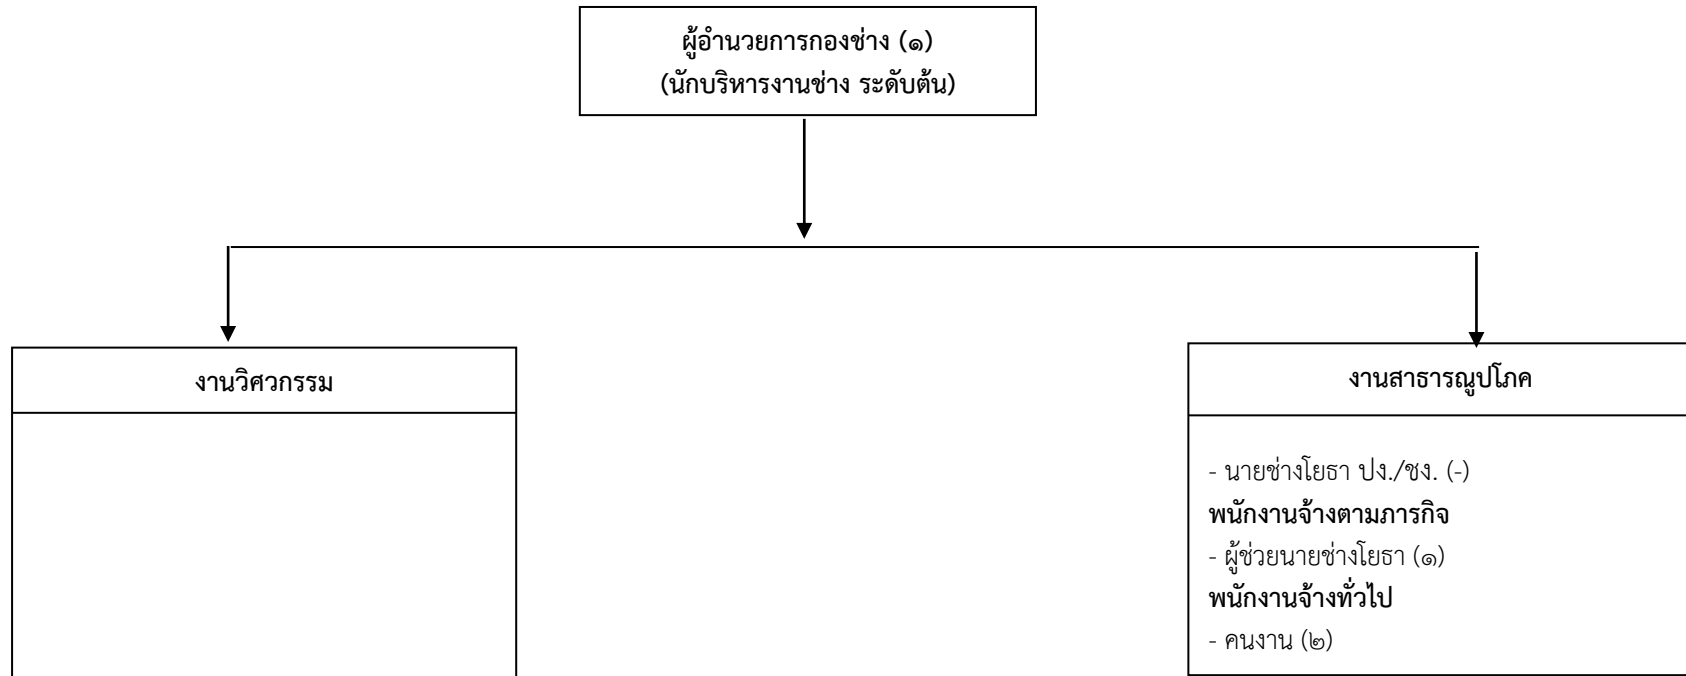 ผู้อำนวยการกองช่าง (๑)
(นักบริหารงานช่าง ระดับต้น)
งานวิศวกรรม
งานสาธารณูปโภค
- นายช่างโยธา ปง./ชง. (-)
พนักงานจ้างตามภารกิจ
- ผู้ช่วยนายช่างโยธา (๑)
พนักงานจ้างทั่วไป
- คนงาน (๒)